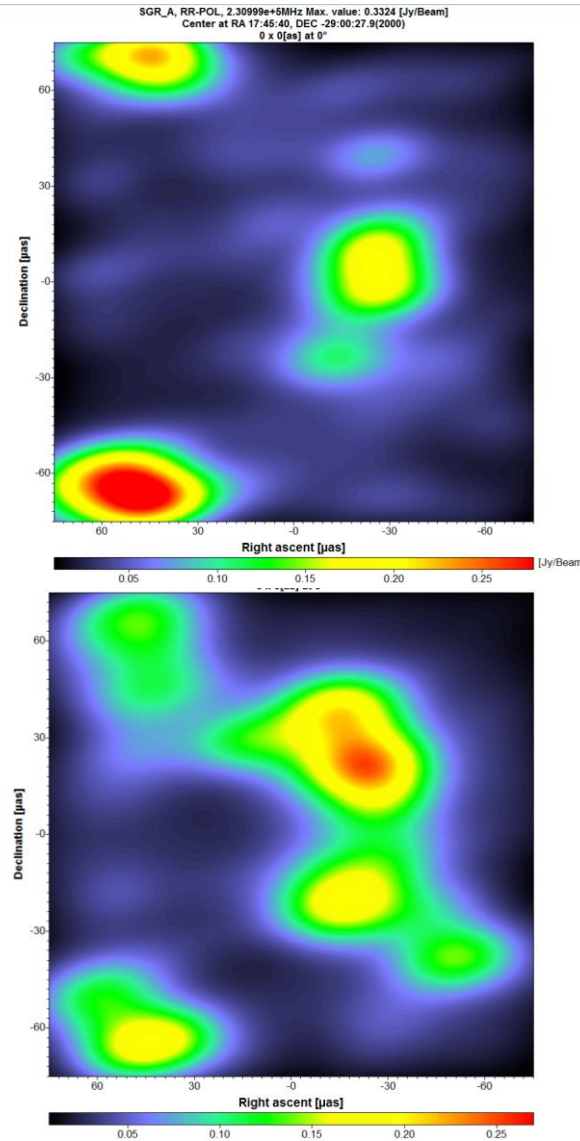 SGR_A, RR-POL, 2.30999e+5MHz Max. value: 0.3324 [Jy/Beam]
Center at RA 17:45:40, DEC -29:00:27.9(2000)
0 x 0[as] at 0°
Declination [µas]
60
30
-0
-30
-60
60 30 -0 -30 -60
Right ascent [µas]
[Jy/Beam
0.05 0.10 0.15 0.20 0.25
Declination [µas]
60
30
-0
-30
-60
60 30 -0 -30 -60
Right ascent [µas]
0.05 0.10 0.15 0.20 0.25